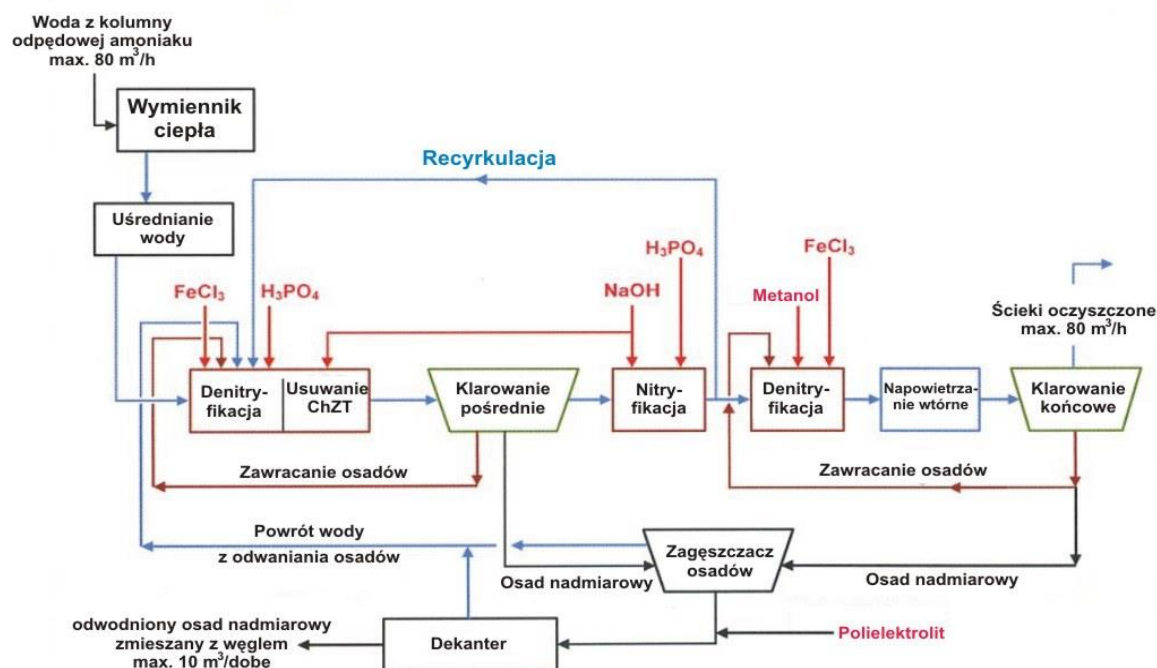 Woda z kolumny
odpędowej amoniaku
max. 80 m³/h
Wymiennik
ciepła
Recyrkulacja
Uśrednianie
wody
H₃PO₄
FeCl₃
FeCl₃
H₃PO₄
NaOH
Metanol
Ścieki oczyszczone
max. 80 m³/h
Denitry-
fikacja
Usuwanie
ChZT
Klarowanie
pośrednie
Nitry-
fikacja
Denitry-
fikacja
Napowietrza-
nie wtórne
Klarowanie
końcowe
Zawracanie osadów
Zawracanie osadów
Powrót wody
z odwaniania osadów
Zagęszczacz
osadów
Osad nadmiarowy
Osad nadmiarowy
odwodniony osad nadmiarowy
zmieszany z węglem
max. 10 m³/dobe
Dekanter
Polielektrolit